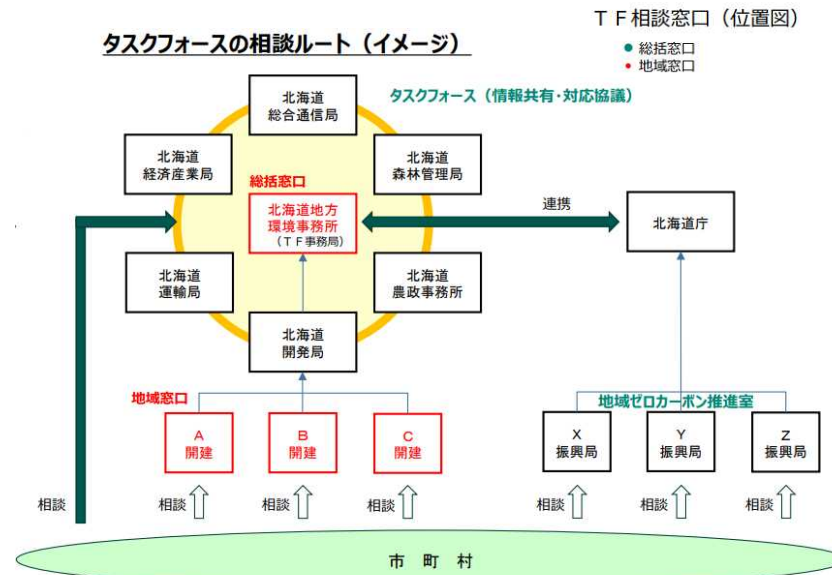 TF相談窓口（位置図）
タスクフォースの相談ルート（イメージ）
● 総括窓口
● 地域窓口
北海道
総合通信局
タスクフォース（情報共有・対応協議）
北海道
経済産業局
北海道
森林管理局
総括窓口
北海道地方
環境事務所
（TF事務局）
連携
北海道庁
北海道
運輸局
北海道
農政事務所
北海道
開発局
地域窓口
地域ゼロカーボン推進室
A
開建
B
開建
C
開建
X
振興局
Y
振興局
Z
振興局
相談
相談
相談
相談
相談
相談
相談
市 町 村